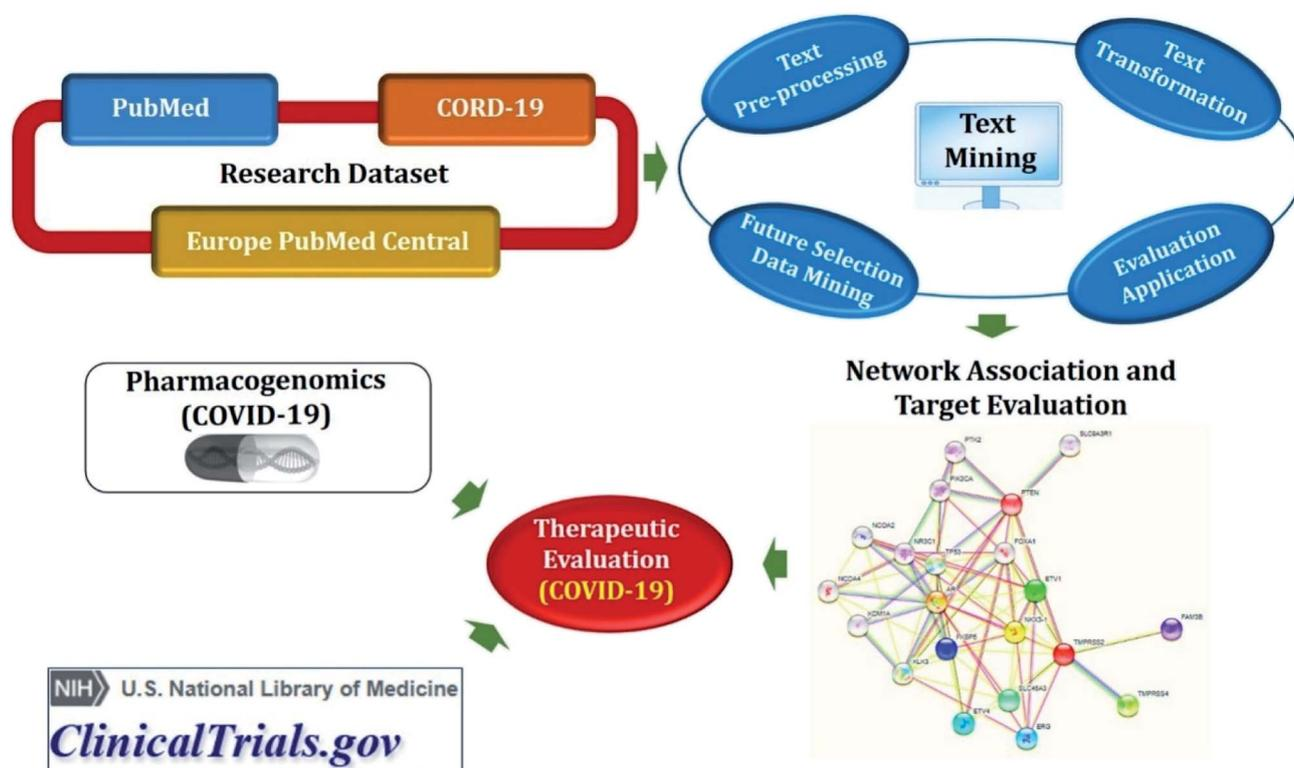 PubMed
CORD-19
Research Dataset
Europe PubMed Central
Text
Pre-processing
Text
Transformation
Text
Mining
Future Selection
Data Mining
Evaluation
Application
Pharmacogenomics
(COVID-19)
Network Association and
Target Evaluation
PTK2
SLC9A3R1
PIK3CA
PTEN
NCOA2
NR3C1
TP53
FOXA1
NCOA4
AR
ETV1
KDM1A
NKX3-1
FAM3B
FKBP5
TMPRSS2
KLK3
SLC45A3
TMPRSS4
ETV4
ERG
Therapeutic
Evaluation
(COVID-19)
NIH U.S. National Library of Medicine
ClinicalTrials.gov